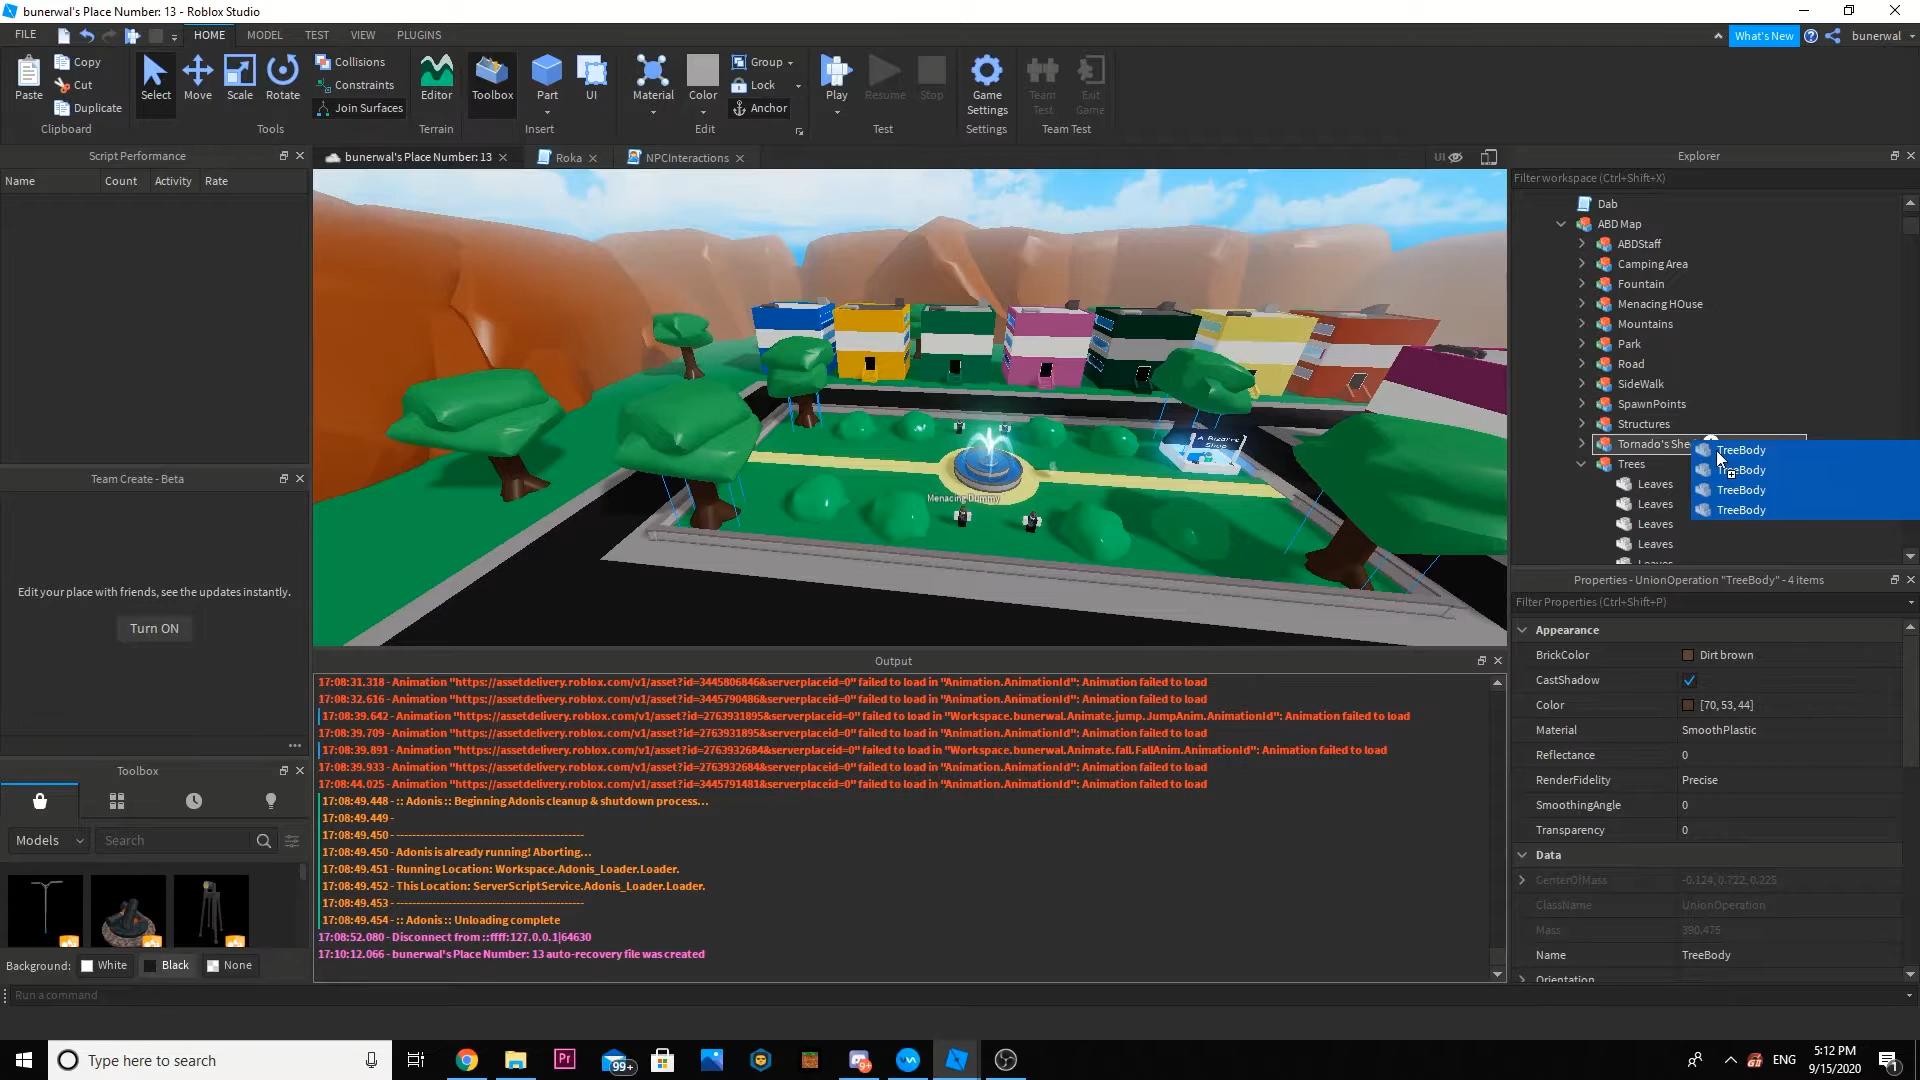 bunerwal's Place Number: 13 - Roblox Studio
FILE
HOME
MODEL
TEST
VIEW
PLUGINS
What's New
bunerwal
Paste
Copy
Cut
Duplicate
Clipboard
Select
Move
Scale
Rotate
Collisions
Constraints
Join Surfaces
Tools
Editor
Terrain
Toolbox
Part
UI
Insert
Material
Color
Group
Lock
Anchor
Edit
Play
Resume
Stop
Test
Game
Settings
Settings
Team
Test
Exit
Game
Team Test
Script Performance
Name Count Activity Rate
bunerwal's Place Number: 13
Roka
NPCInteractions
UI
A Bizarre
Shop
Menacing Dummy
Team Create - Beta
Edit your place with friends, see the updates instantly.
Turn ON
Toolbox
Models
Search
Background: White Black None
Run a command
Output
17:08:31.318 - Animation "https://assetdelivery.roblox.com/v1/asset?id=3445806846&serverplaceid=0" failed to load in "Animation.AnimationId": Animation failed to load
17:08:32.616 - Animation "https://assetdelivery.roblox.com/v1/asset?id=3445790486&serverplaceid=0" failed to load in "Animation.AnimationId": Animation failed to load
17:08:39.642 - Animation "https://assetdelivery.roblox.com/v1/asset?id=2763931895&serverplaceid=0" failed to load in "Workspace.bunerwal.Animate.jump.JumpAnim.AnimationId": Animation failed to load
17:08:39.709 - Animation "https://assetdelivery.roblox.com/v1/asset?id=2763931895&serverplaceid=0" failed to load in "Animation.AnimationId": Animation failed to load
17:08:39.891 - Animation "https://assetdelivery.roblox.com/v1/asset?id=2763932684&serverplaceid=0" failed to load in "Workspace.bunerwal.Animate.fall.FallAnim.AnimationId": Animation failed to load
17:08:39.933 - Animation "https://assetdelivery.roblox.com/v1/asset?id=2763932684&serverplaceid=0" failed to load in "Animation.AnimationId": Animation failed to load
17:08:44.025 - Animation "https://assetdelivery.roblox.com/v1/asset?id=3445791481&serverplaceid=0" failed to load in "Animation.AnimationId": Animation failed to load
17:08:49.448 - :: Adonis :: Beginning Adonis cleanup & shutdown process...
17:08:49.449 -
17:08:49.450 - -----------------------------------------------
17:08:49.450 - Adonis is already running! Aborting...
17:08:49.451 - Running Location: Workspace.Adonis_Loader.Loader.
17:08:49.452 - This Location: ServerScriptService.Adonis_Loader.Loader.
17:08:49.453 - -----------------------------------------------
17:08:49.454 - :: Adonis :: Unloading complete
17:08:52.080 - Disconnect from ::ffff:127.0.0.1|64630
17:10:12.066 - bunerwal's Place Number: 13 auto-recovery file was created
Explorer
Filter workspace (Ctrl+Shift+X)
Dab
ABD Map
ABDStaff
Camping Area
Fountain
Menacing HOuse
Mountains
Park
Road
SideWalk
SpawnPoints
Structures
Tornado's She
TreeBody
Trees
TreeBody
Leaves
TreeBody
Leaves
TreeBody
Leaves
Leaves
Leaves
Properties - UnionOperation "TreeBody" - 4 items
Filter Properties (Ctrl+Shift+P)
Appearance
BrickColor Dirt brown
CastShadow
Color [70, 53, 44]
Material SmoothPlastic
Reflectance 0
RenderFidelity Precise
SmoothingAngle 0
Transparency 0
Data
CenterOfMass -0.124, 0.722, 0.225
ClassName UnionOperation
Mass 390.475
Name TreeBody
Orientation
Type here to search
Pr
99+
ENG
5:12 PM
9/15/2020
1